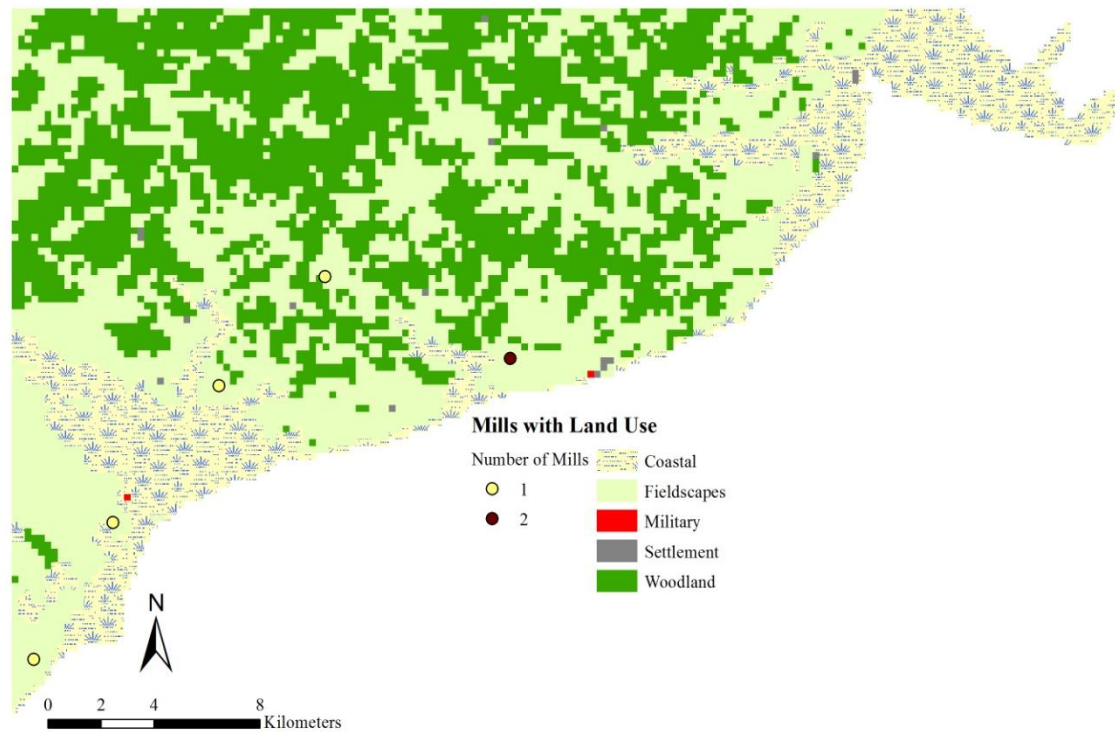 Mills with Land Use
Number of Mills
1
2
Coastal
Fieldscapes
Military
Settlement
Woodland
N
0 2 4 8
Kilometers